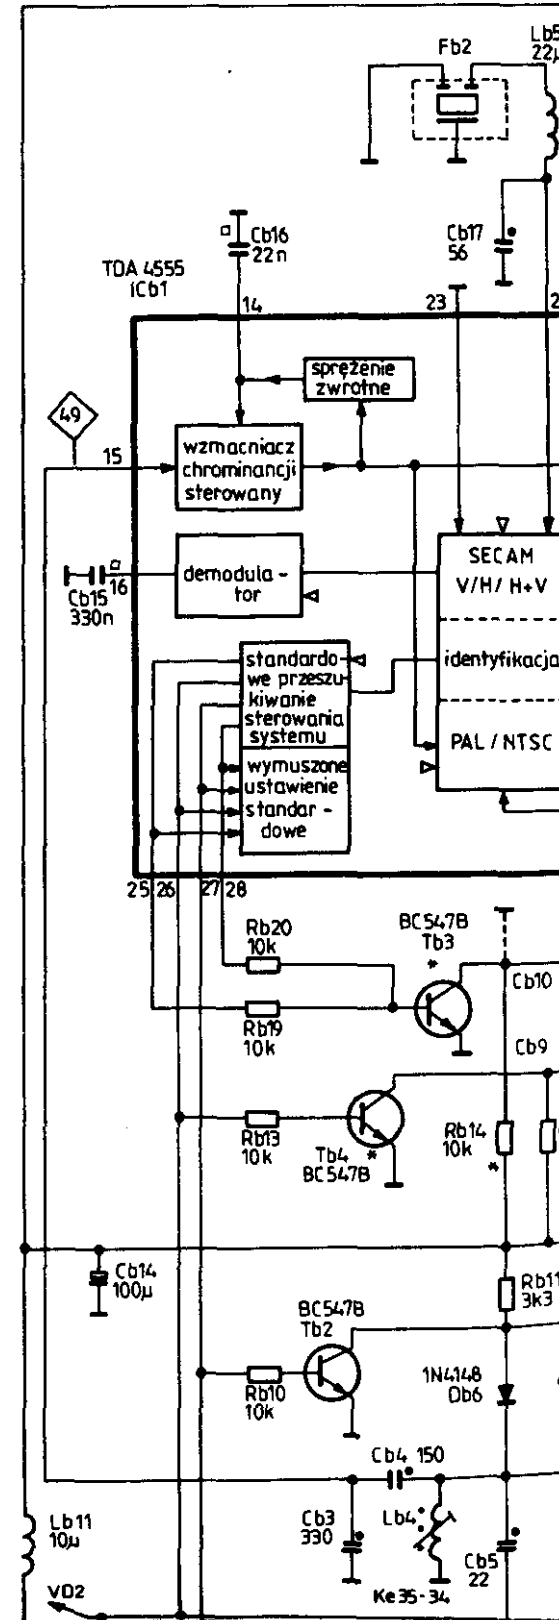 Fb2
Lb5
22µ
Cb16
22n
Cb17
56
TDA 4555
iCb1
14
23
2
sprężenie
zwrotne
49
15
wzmacniacz
chrominancji
sterowany
16
Cb15
330n
demodula -
tor
SECAM
V/H/ H+V
identyfikacja
PAL / NTSC
standardo-
we przeszu-
kiwanie
sterowania
systemu
wymuszone
ustawienie
standar -
dowe
25 26 27 28
Rb20
10k
Rb19
10k
BC547B
Tb3
*
Cb10
Cb9
Rb13
10k
Tb4 *
BC547B
Rb14
10k
*
Cb14
100µ
Rb11
3k3
BC547B
Tb2
Rb10
10k
1N4148
Db6
Cb4 150
Cb3
330
Lb4
Cb5
22
Ke35-34
Lb11
10µ
VD2